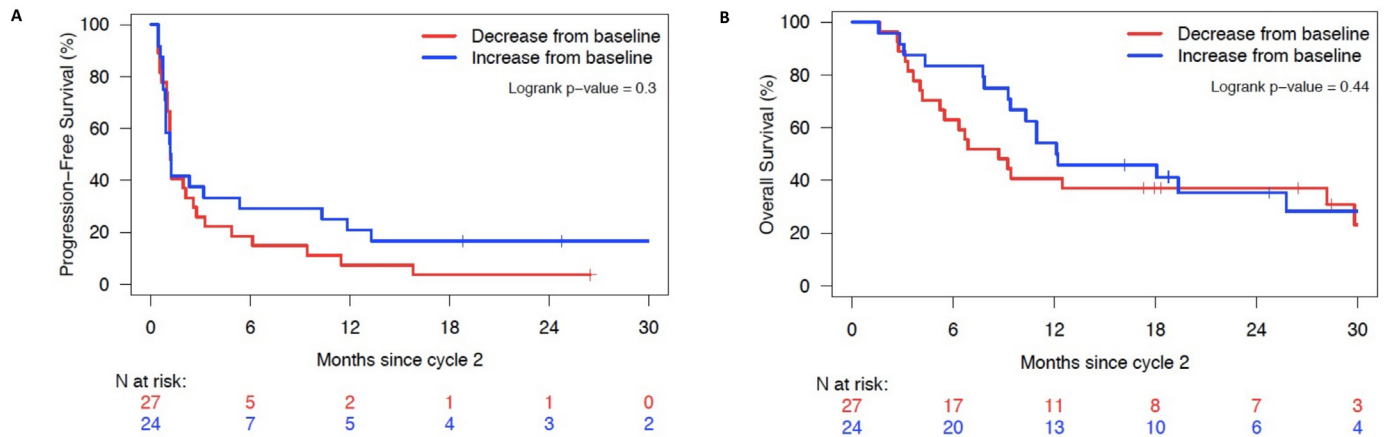 A
Progression-Free Survival (%)
100
80
60
40
20
0
Decrease from baseline
Increase from baseline
Logrank p-value = 0.3
0 6 12 18 24 30
Months since cycle 2
N at risk:
27 5 2 1 1 0
24 7 5 4 3 2
B
Overall Survival (%)
100
80
60
40
20
0
Decrease from baseline
Increase from baseline
Logrank p-value = 0.44
0 6 12 18 24 30
Months since cycle 2
N at risk:
27 17 11 8 7 3
24 20 13 10 6 4